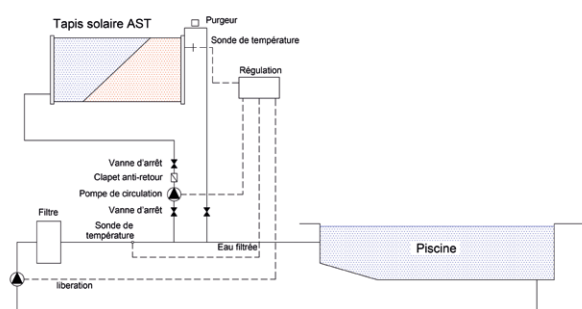 Tapis solaire AST
Purgeur
Sonde de température
Régulation
Vanne d'arrêt
Clapet anti-retour
Pompe de circulation
Vanne d'arrêt
Filtre
Sonde de
température
Eau filtrée
Piscine
liberation